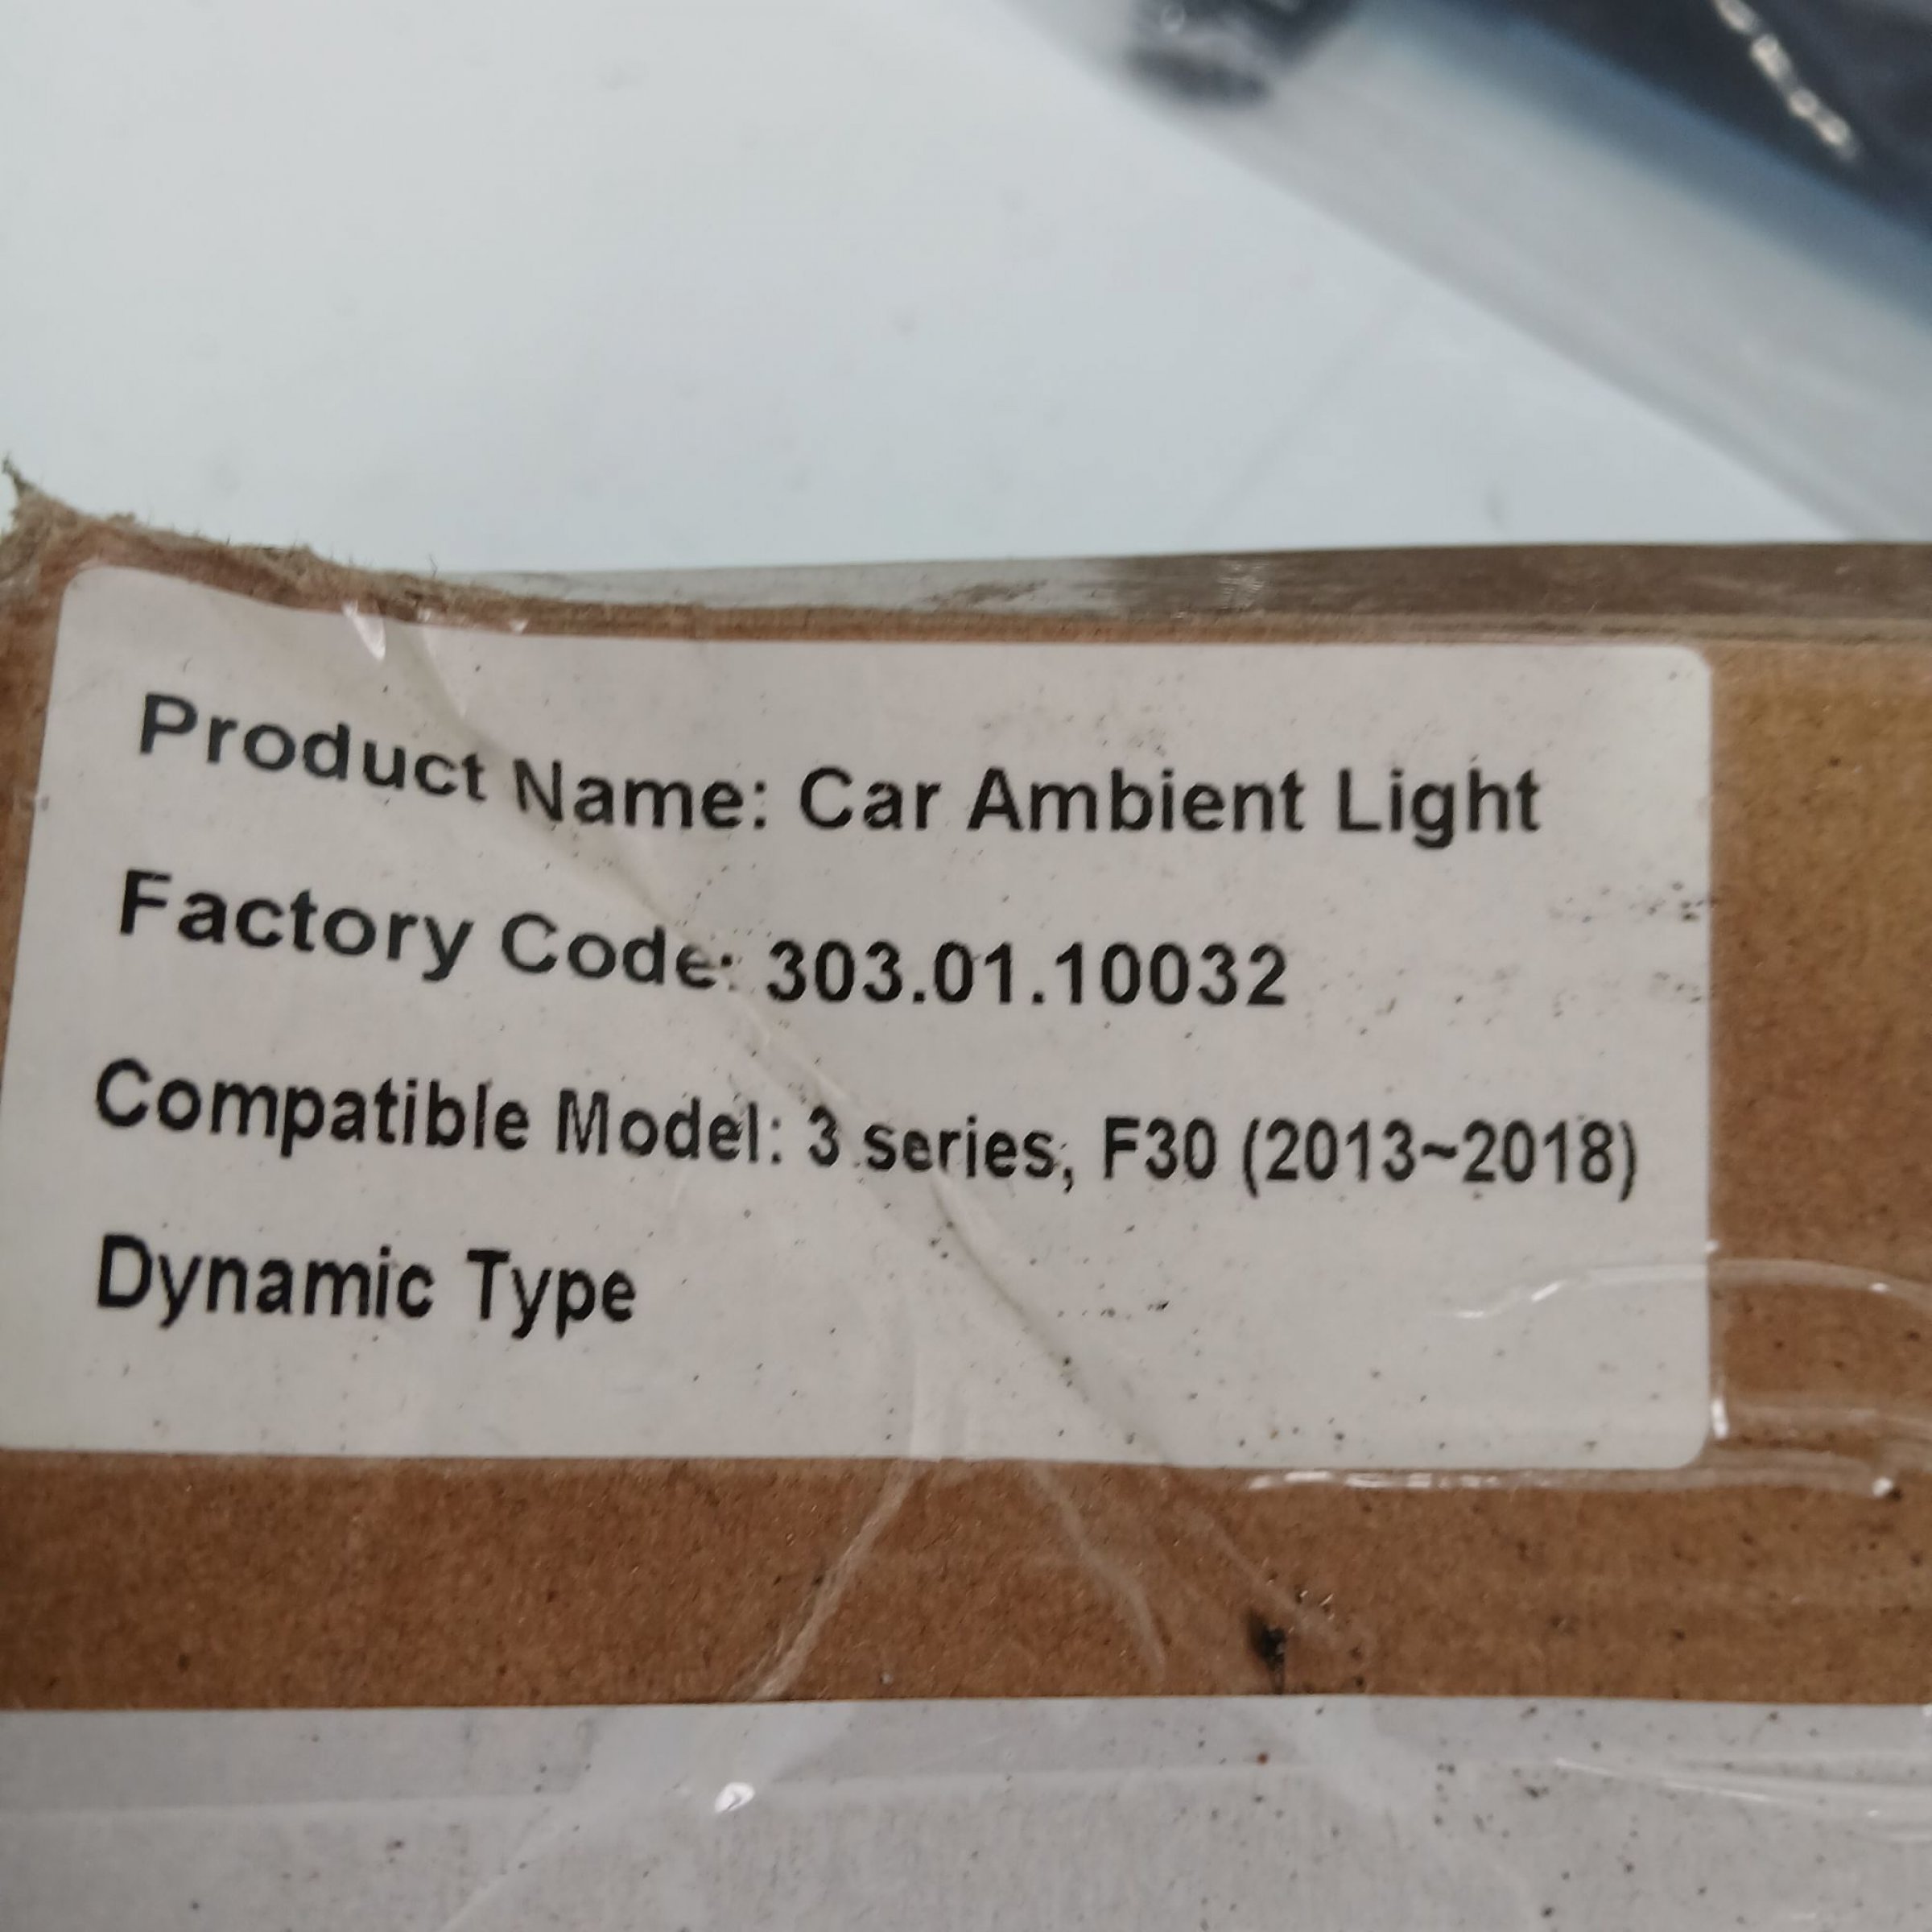 Product Name: Car Ambient Light
Factory Code: 303.01.10032
Compatible Model: 3 series, F30 (2013~2018)
Dynamic Type